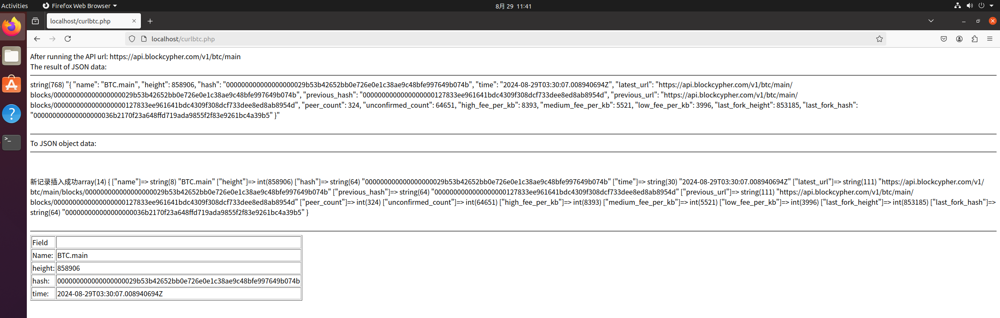 Activities
Firefox Web Browser
8月 29 11:41
localhost/curlbtc.php
localhost/curlbtc.php
After running the API url: https://api.blockcypher.com/v1/btc/main
The result of JSON data:
string(768) "{ "name": "BTC.main", "height": 858906, "hash": "000000000000000000029b53b42652bb0e726e0e1c38ae9c48bfe997649b074b", "time": "2024-08-29T03:30:07.008940694Z", "latest_url": "https://api.blockcypher.com/v1/btc/main/
blocks/000000000000000000029b53b42652bb0e726e0e1c38ae9c48bfe997649b074b", "previous_hash": "0000000000000000000127833ee961641bdc4309f308dcf733dee8ed8ab8954d", "previous_url": "https://api.blockcypher.com/v1/btc/main/
blocks/0000000000000000000127833ee961641bdc4309f308dcf733dee8ed8ab8954d", "peer_count": 324, "unconfirmed_count": 64651, "high_fee_per_kb": 8393, "medium_fee_per_kb": 5521, "low_fee_per_kb": 3996, "last_fork_height": 853185, "last_fork_hash":
"000000000000000000036b2170f23a648ffd719ada9855f2f83e9261bc4a39b5" }"
To JSON object data:
新记录插入成功array(14) { ["name"]=> string(8) "BTC.main" ["height"]=> int(858906) ["hash"]=> string(64) "000000000000000000029b53b42652bb0e726e0e1c38ae9c48bfe997649b074b" ["time"]=> string(30) "2024-08-29T03:30:07.008940694Z" ["latest_url"]=> string(111) "https://api.blockcypher.com/v1/
btc/main/blocks/000000000000000000029b53b42652bb0e726e0e1c38ae9c48bfe997649b074b" ["previous_hash"]=> string(64) "0000000000000000000127833ee961641bdc4309f308dcf733dee8ed8ab8954d" ["previous_url"]=> string(111) "https://api.blockcypher.com/v1/btc/main/
blocks/0000000000000000000127833ee961641bdc4309f308dcf733dee8ed8ab8954d" ["peer_count"]=> int(324) ["unconfirmed_count"]=> int(64651) ["high_fee_per_kb"]=> int(8393) ["medium_fee_per_kb"]=> int(5521) ["low_fee_per_kb"]=> int(3996) ["last_fork_height"]=> int(853185) ["last_fork_hash"]=>
string(64) "000000000000000000036b2170f23a648ffd719ada9855f2f83e9261bc4a39b5" }
Field
Name: BTC.main
height: 858906
hash: 000000000000000000029b53b42652bb0e726e0e1c38ae9c48bfe997649b074b
time: 2024-08-29T03:30:07.008940694Z